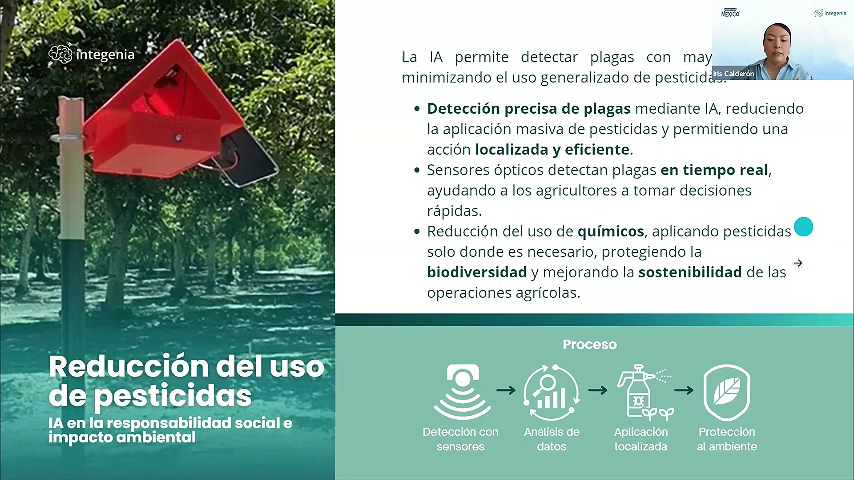 integenia
MEXICO
integenia
Iris Calderón
La IA permite detectar plagas con may
minimizando el uso generalizado de pesticidas.
• Detección precisa de plagas mediante IA, reduciendo
la aplicación masiva de pesticidas y permitiendo una
acción localizada y eficiente.
• Sensores ópticos detectan plagas en tiempo real,
ayudando a los agricultores a tomar decisiones
rápidas.
• Reducción del uso de químicos, aplicando pesticidas
solo donde es necesario, protegiendo la
biodiversidad y mejorando la sostenibilidad de las
operaciones agrícolas.
Reducción del uso
de pesticidas
IA en la responsabilidad social e
impacto ambiental
Proceso
Detección con
sensores
Análisis de
datos
Aplicación
localizada
Protección
al ambiente